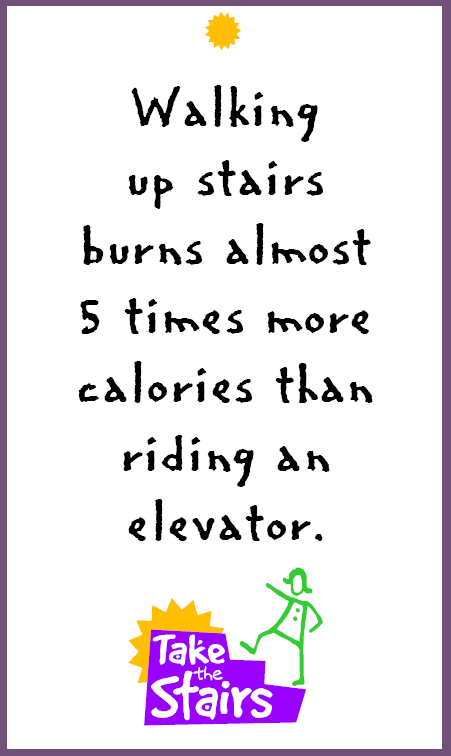 Walking
up stairs
burns almost
5 times more
calories than
riding an
elevator.
Take
the
Stairs